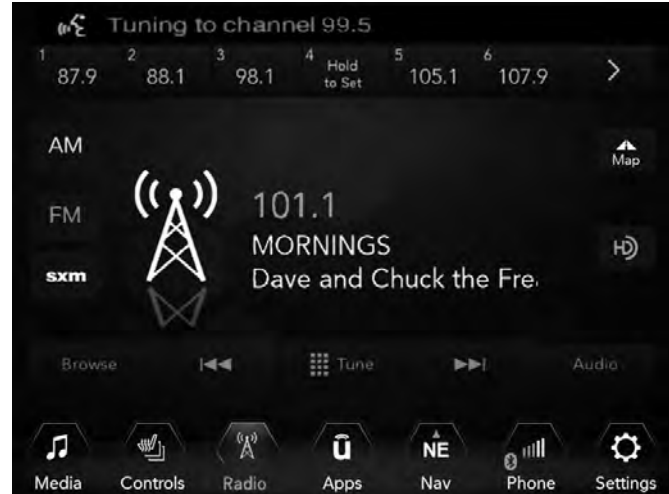 Tuning to channel 99.5
1 87.9 2 88.1 3 98.1 4 Hold to Set 5 105.1 6 107.9
AM
Map
FM
101.1
HD
MORNINGS
sxm
Dave and Chuck the Fre
Browse Tune Audio
ū NE
Media Controls Radio Apps Nav Phone Settings